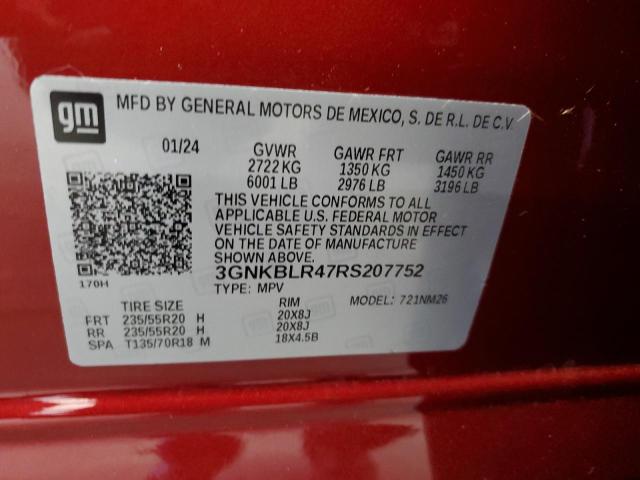 gm
MFD BY GENERAL MOTORS DE MEXICO, S. DE R.L. DE C.V.
01/24 GVWR GAWR FRT GAWR RR
2722 KG 1350 KG 1450 KG
6001 LB 2976 LB 3196 LB
THIS VEHICLE CONFORMS TO ALL
APPLICABLE U.S. FEDERAL MOTOR
VEHICLE SAFETY STANDARDS IN EFFECT
ON THE DATE OF MANUFACTURE
SHOWN ABOVE.
3GNKBLR47RS207752
170H
TYPE: MPV MODEL: 721NM26
TIRE SIZE RIM
FRT 235/55R20 H 20X8J
RR 235/55R20 H 20X8J
SPA T135/70R18 M 18X4.5B